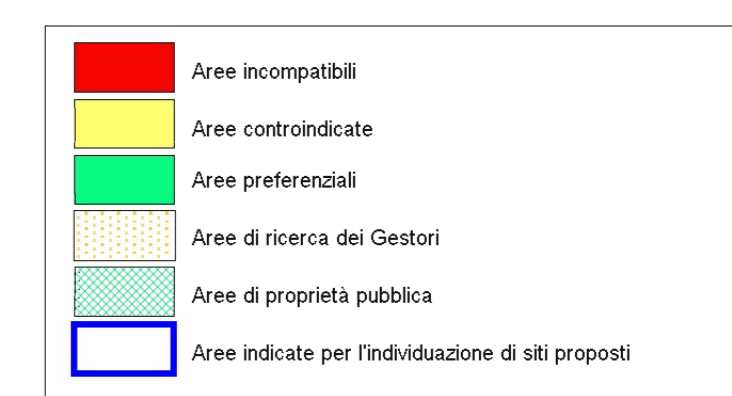 Aree incompatibili
Aree controindicate
Aree preferenziali
Aree di ricerca dei Gestori
Aree di proprietà pubblica
Aree indicate per l'individuazione di siti proposti